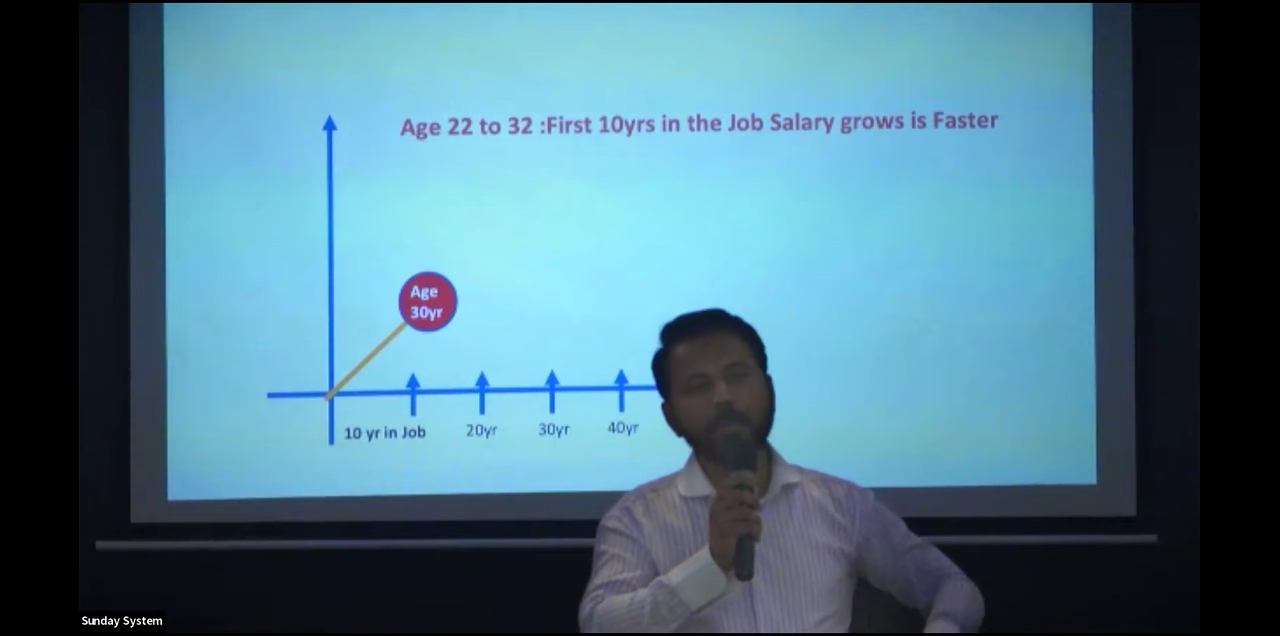 Age 22 to 32 :First 10yrs in the Job Salary grows is Faster
Age
30yr
10 yr in Job
20yr
30yr
40yr
Sunday System